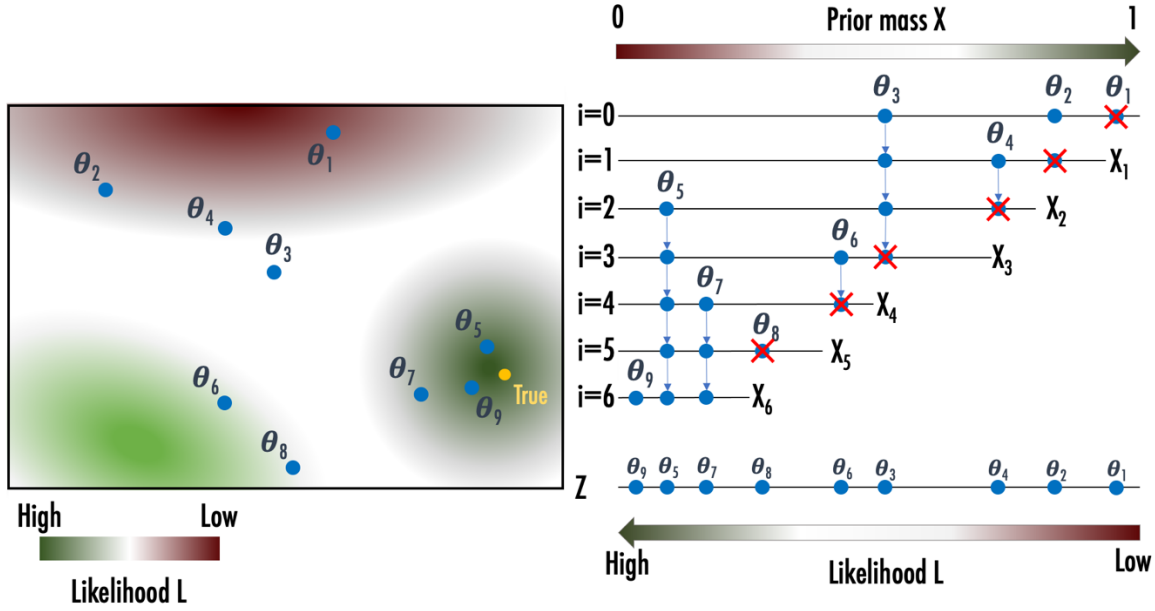 θ₁
θ₂
θ₄
θ₃
θ₅
θ₇
True
θ₉
θ₆
θ₈
High Low
Likelihood L
0 Prior mass X 1
θ₃ θ₂ θ₁
i=0
θ₄
i=1 X₁
θ₅
i=2 X₂
θ₆
i=3 X₃
θ₇
i=4 X₄
θ₈
i=5 X₅
θ₉
i=6 X₆
θ₉ θ₅ θ₇ θ₈ θ₆ θ₃ θ₄ θ₂ θ₁
Z
High Likelihood L Low